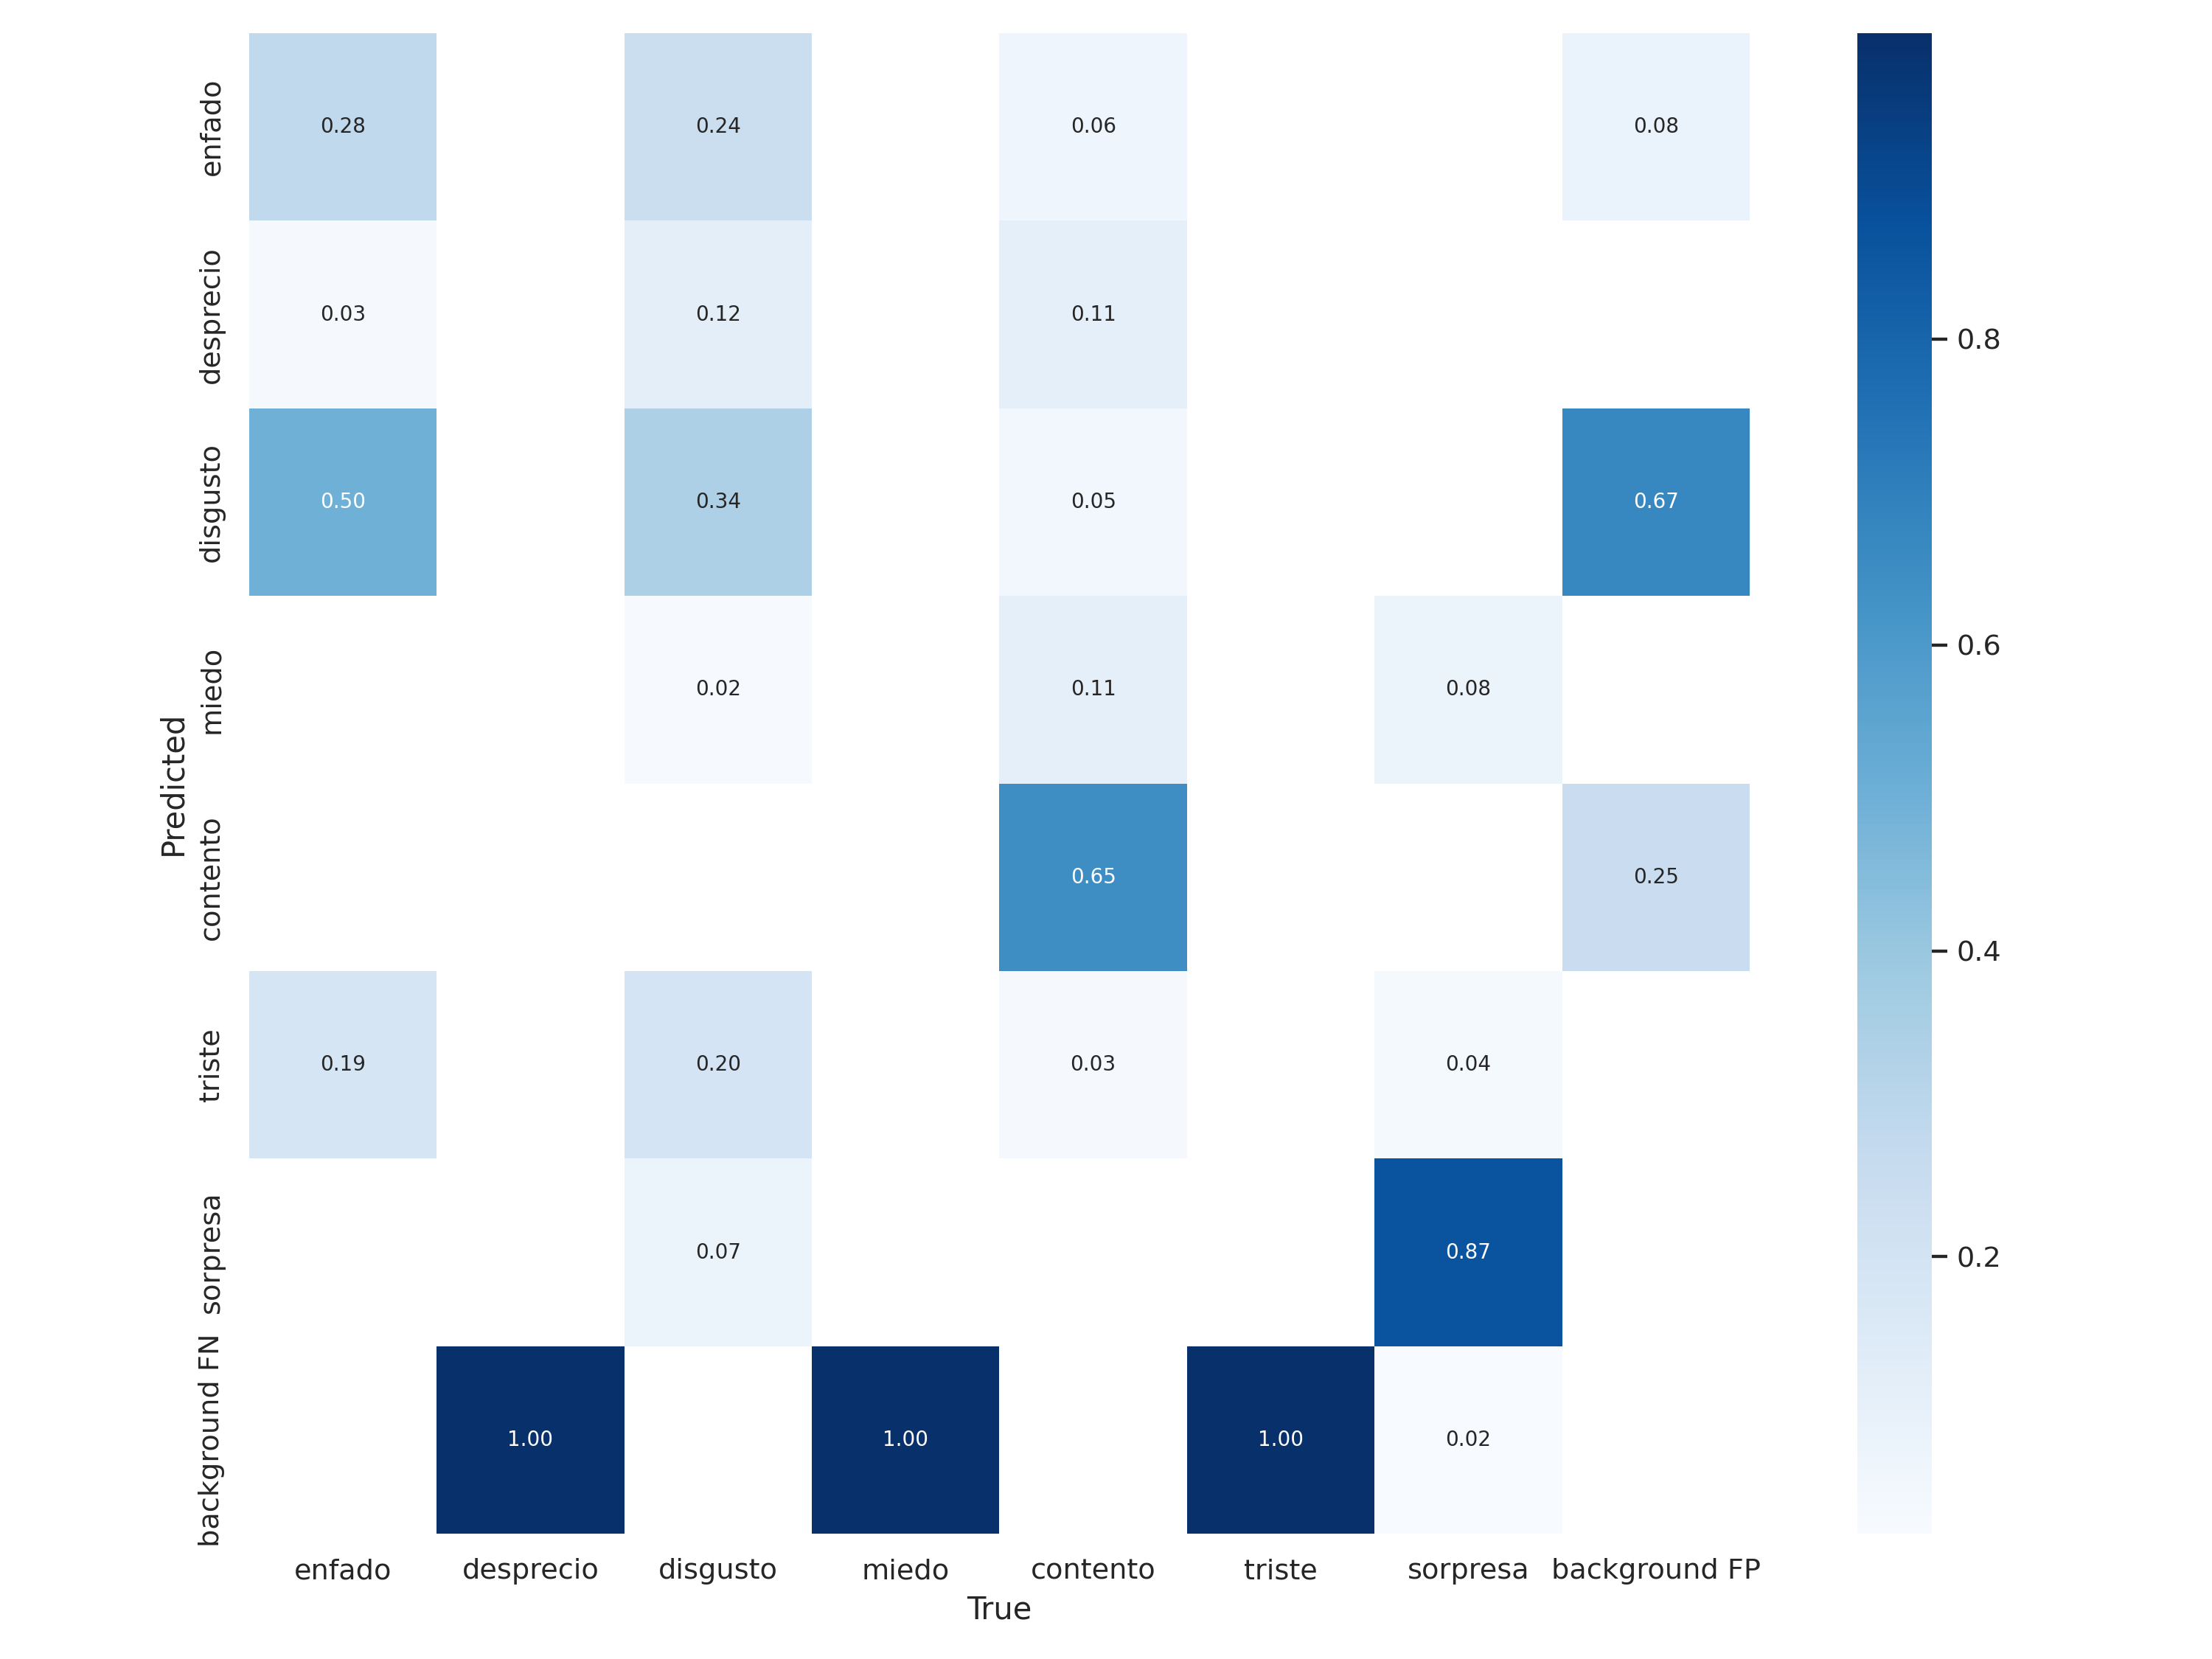 Predicted
enfado
0.28
0.24
0.06
0.08
desprecio
0.03
0.12
0.11
disgusto
0.50
0.34
0.05
0.67
miedo
0.02
0.11
0.08
contento
0.65
0.25
triste
0.19
0.20
0.03
0.04
sorpresa
0.07
0.87
background FN
1.00
1.00
1.00
0.02
enfado
desprecio
disgusto
miedo
contento
triste
sorpresa
background FP
True
0.8
0.6
0.4
0.2